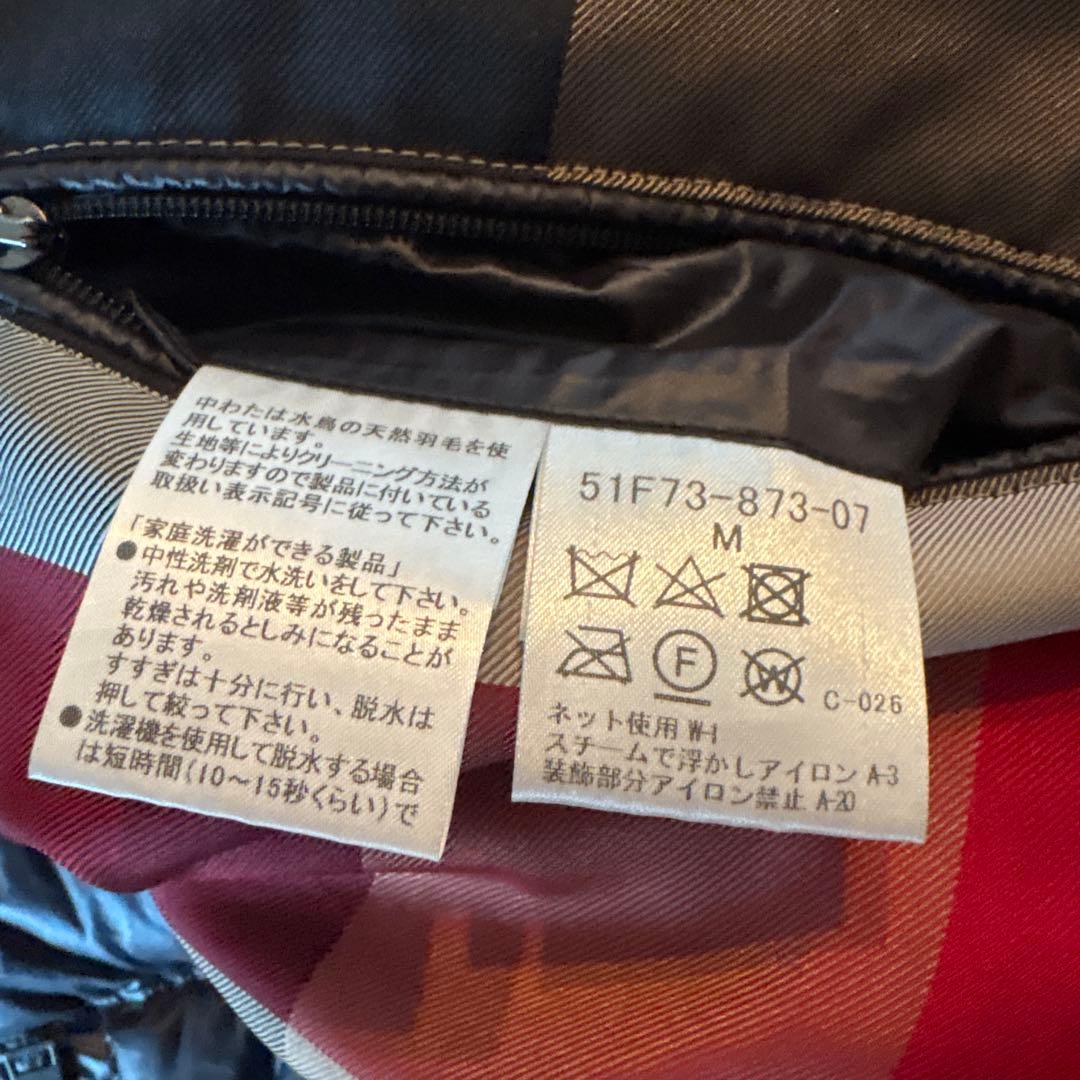 中わたは水鳥の天然羽毛を使
用しています。
生地等によりクリーニング方法が
変わりますので製品に付いている
取扱い表示記号に従って下さい。
「家庭洗濯ができる製品」
●中性洗剤で水洗いをして下さい。
汚れや洗剤液等が残ったまま
乾燥されるとしみになることが
あります。
すすぎは十分に行い、脱水は
押して絞って下さい。
●洗濯機を使用して脱水する場合
は短時間(10～15秒くらい)で
51F73-873-07
M
F
W
C-026
ネット使用 W-1
スチームで浮かしアイロン A-3
装飾部分アイロン禁止 A-20